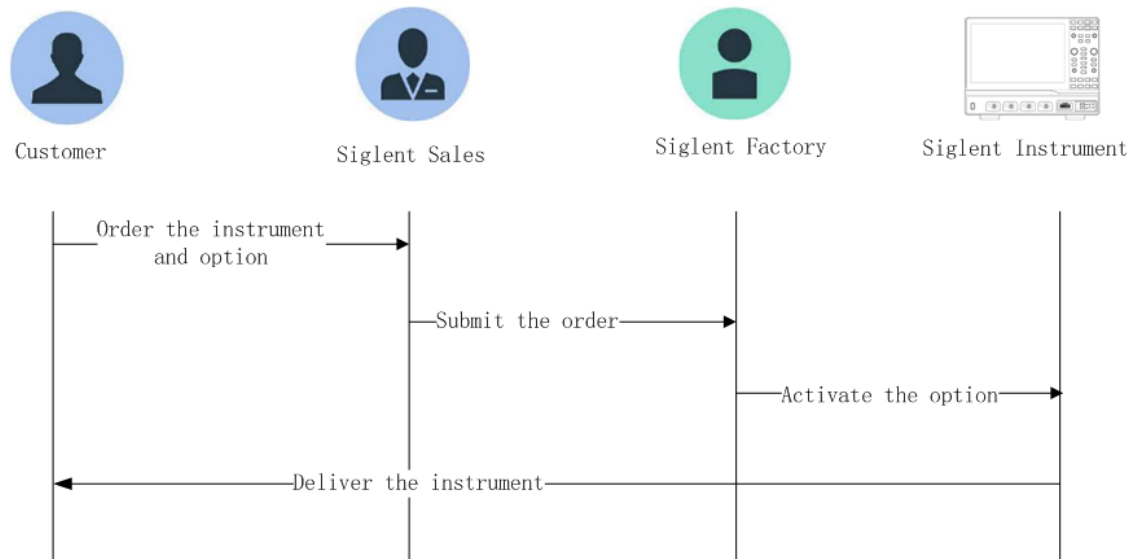 Customer
Siglent Sales
Siglent Factory
Siglent Instrument
Order the instrument
and option
Submit the order
Activate the option
Deliver the instrument